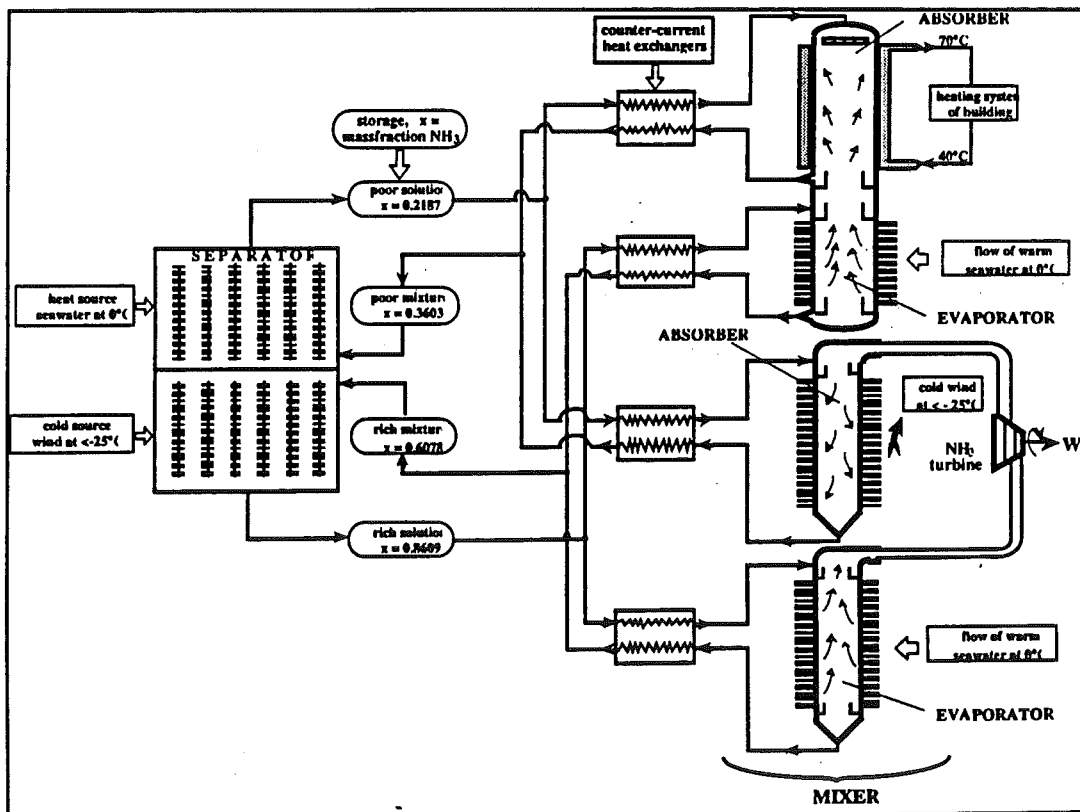 ABSORBER
counter-current
heat exchangers
70°C
heating system
of building
40°C
storage, x =
massfraction NH3
poor solution
x = 0.2187
SEPARATOR
flow of warm
seawater at 0°(
heat source
seawater at 0°(
poor mixture
x = 0.3603
EVAPORATOR
ABSORBER
cold wind
at < - 25°(
cold source
wind at <-25°(
rich mixture
x = 0.6078
NH3
turbine
W
rich solution
x = 0.8609
flow of warm
seawater at 0°(
EVAPORATOR
MIXER